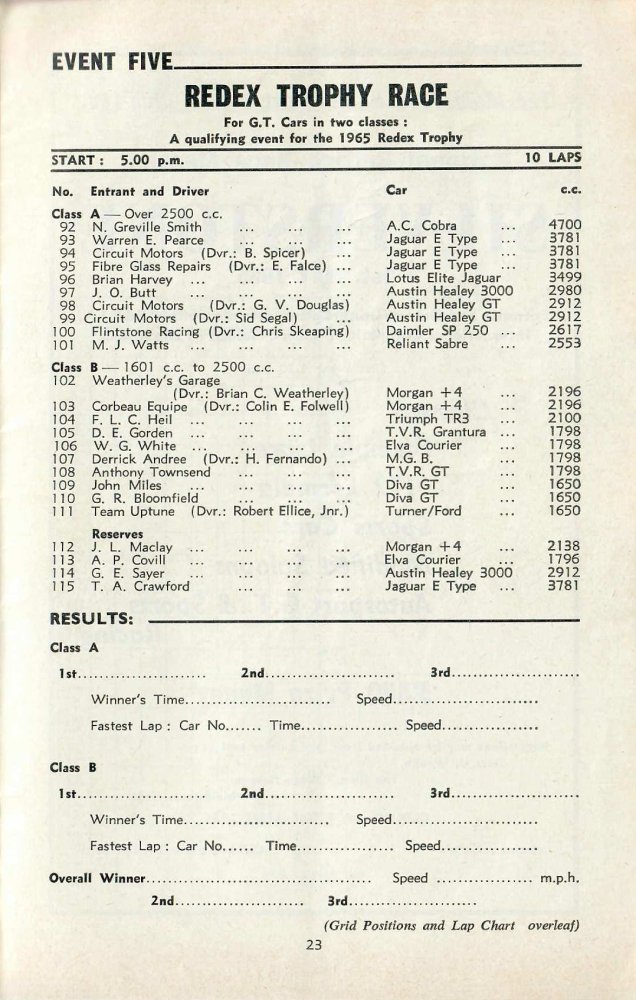 EVENT FIVE
REDEX TROPHY RACE
For G.T. Cars in two classes :
A qualifying event for the 1965 Redex Trophy
START : 5.00 p.m. 10 LAPS
No. Entrant and Driver Car c.c.
Class A — Over 2500 c.c.
92 N. Greville Smith ... ... ... A.C. Cobra ... 4700
93 Warren E. Pearce ... ... ... Jaguar E Type ... 3781
94 Circuit Motors (Dvr.: B. Spicer) ... Jaguar E Type ... 3781
95 Fibre Glass Repairs (Dvr.: E. Falce) ... Jaguar E Type ... 3781
96 Brian Harvey ... ... ... ... Lotus Elite Jaguar 3499
97 J. O. Butt ... ... ... ... Austin Healey 3000 2980
98 Circuit Motors (Dvr.: G. V. Douglas) Austin Healey GT 2912
99 Circuit Motors (Dvr.: Sid Segal) ... Austin Healey GT 2912
100 Flintstone Racing (Dvr.: Chris Skeaping) Daimler SP 250 ... 2617
101 M. J. Watts ... ... ... ... Reliant Sabre ... 2553
Class B — 1601 c.c. to 2500 c.c.
102 Weatherley's Garage
(Dvr.: Brian C. Weatherley) Morgan +4 ... 2196
103 Corbeau Equipe (Dvr.: Colin E. Folwell) Morgan +4 ... 2196
104 F. L. C. Heil ... ... ... ... Triumph TR3 ... 2100
105 D. E. Gorden ... ... ... ... T.V.R. Grantura ... 1798
106 W. G. White ... ... ... ... Elva Courier ... 1798
107 Derrick Andree (Dvr.: H. Fernando) ... M.G. B. ... 1798
108 Anthony Townsend ... ... ... T.V.R. GT ... 1798
109 John Miles ... ... ... ... Diva GT ... 1650
110 G. R. Bloomfield ... ... ... Diva GT ... 1650
111 Team Uptune (Dvr.: Robert Ellice, Jnr.) Turner/Ford ... 1650
Reserves
112 J. L. Maclay ... ... ... ... Morgan +4 ... 2138
113 A. P. Covill ... ... ... ... Elva Courier ... 1796
114 G. E. Sayer ... ... ... ... Austin Healey 3000 2912
115 T. A. Crawford ... ... ... Jaguar E Type ... 3781
RESULTS:
Class A
1st........................ 2nd........................ 3rd........................
Winner's Time........................... Speed...........................
Fastest Lap : Car No....... Time.................. Speed..................
Class B
1st........................ 2nd........................ 3rd........................
Winner's Time........................... Speed...........................
Fastest Lap : Car No...... Time.................. Speed..................
Overall Winner.......................................... Speed .................. m.p.h.
2nd........................ 3rd........................
(Grid Positions and Lap Chart overleaf)
23